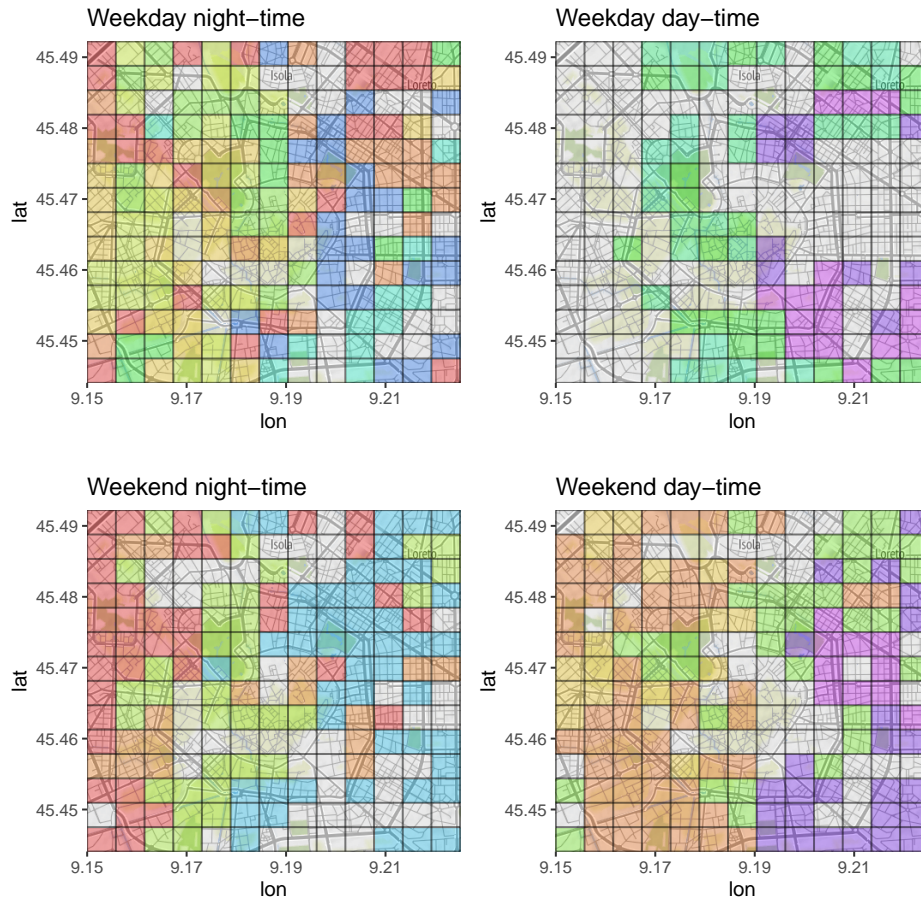 Weekday night−time
Weekday day−time
45.49
45.48
45.47
45.46
45.45
lat
Isola
Loreto
9.15
9.17
9.19
9.21
lon
45.49
45.48
45.47
45.46
45.45
lat
Isola
Loreto
9.15
9.17
9.19
9.21
lon
Weekend night−time
Weekend day−time
45.49
45.48
45.47
45.46
45.45
lat
Isola
Loreto
9.15
9.17
9.19
9.21
lon
45.49
45.48
45.47
45.46
45.45
lat
Isola
Loreto
9.15
9.17
9.19
9.21
lon